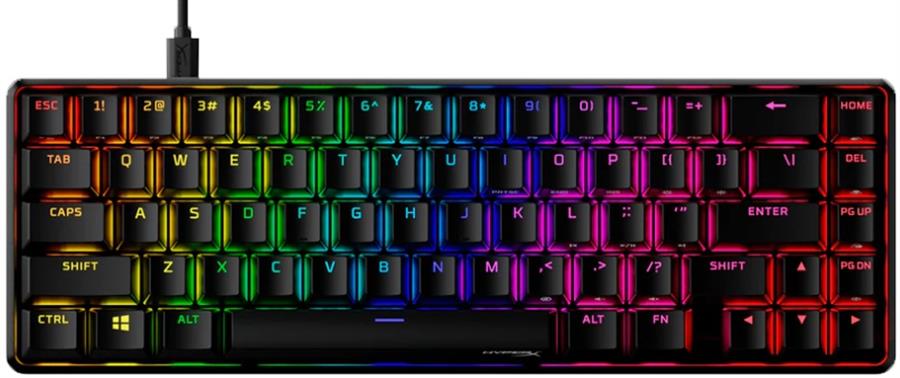 ESC 1! 2@ 3# 4$ 5% 6^ 7& 8* 9( 0) -_ =+ ← HOME
TAB Q W E R T Y U I O P [{ ]} \| DEL
CAPS A S D F G H J K L ;: '" ENTER PG UP
SHIFT Z X C V B N M ,< .> /? SHIFT ▲ PG DN
CTRL ALT ALT FN ◄ ▼ ►
HYPERX